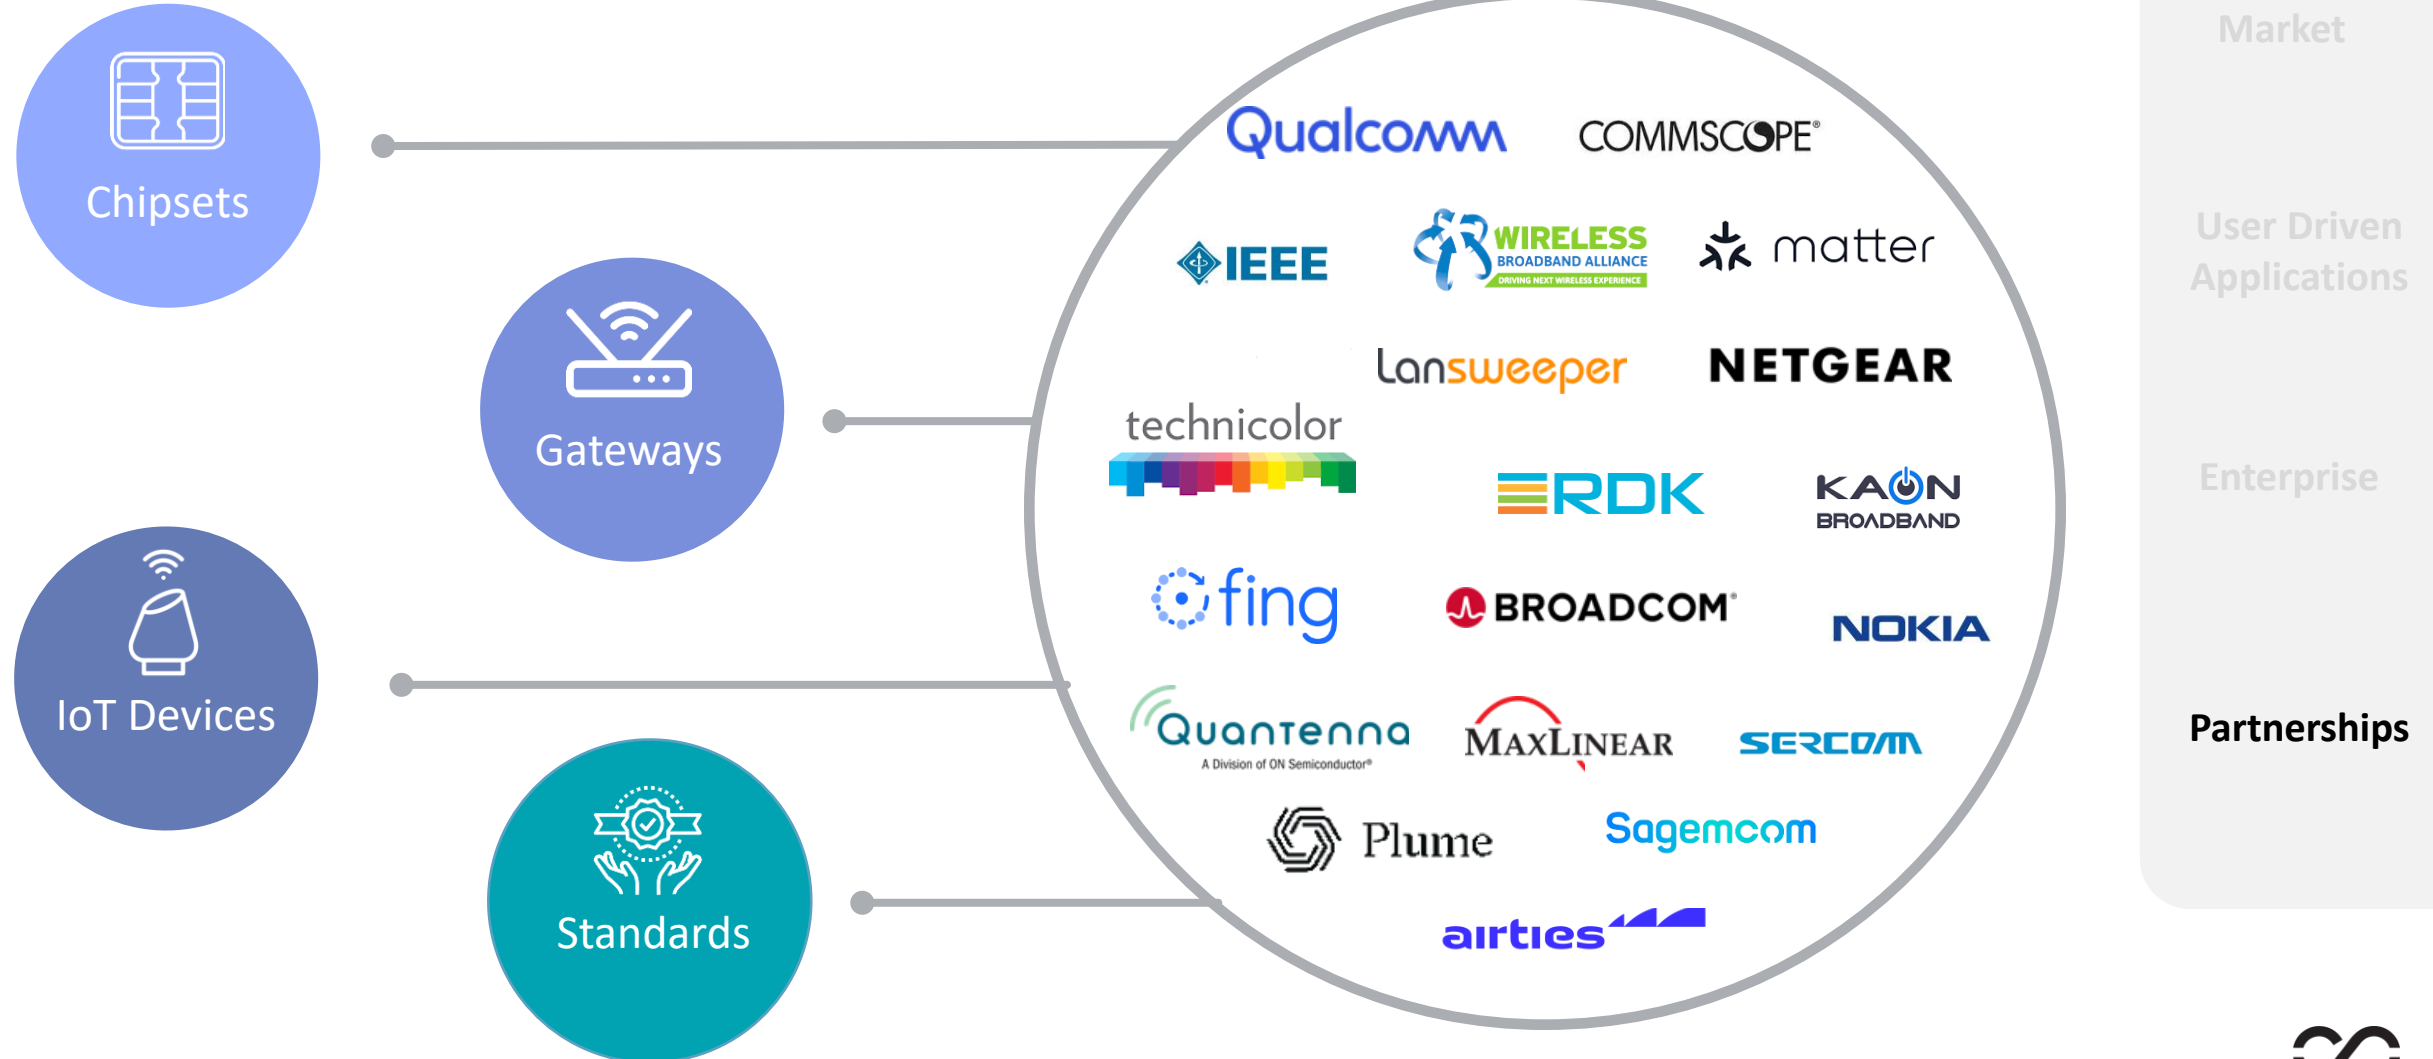 Chipsets
Gateways
IoT Devices
Standards
Qualcomm
COMMSCOPE®
IEEE
WIRELESS
BROADBAND ALLIANCE
DRIVING NEXT WIRELESS EXPERIENCE
matter
Lansweeper
NETGEAR
technicolor
RDK
KAON
BROADBAND
fing
BROADCOM®
NOKIA
Quantenna
A Division of ON Semiconductor®
MAXLINEAR
SERCOMM
Plume
Sagemcom
airties
Market
User Driven
Applications
Enterprise
Partnerships